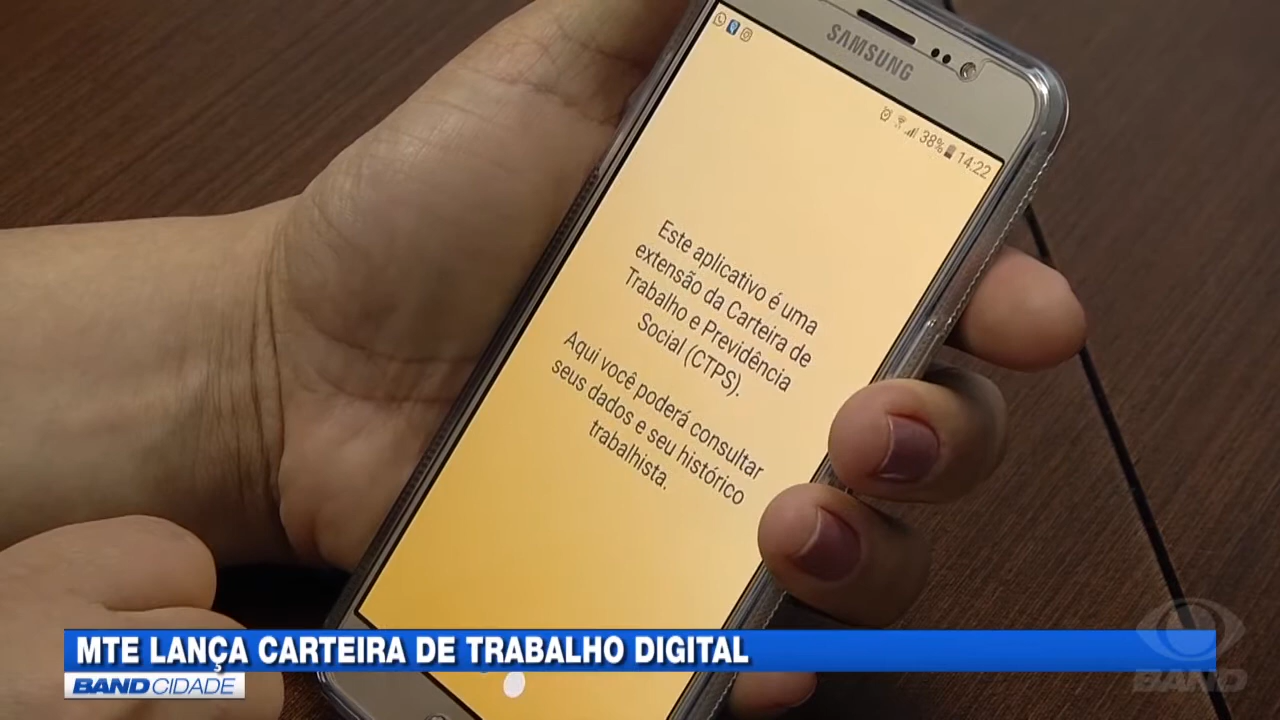 SAMSUNG
38% 14:22
Este aplicativo é uma
extensão da Carteira de
Trabalho e Previdência
Social (CTPS).
Aqui você poderá consultar
seus dados e seu histórico
trabalhista.
MTE LANÇA CARTEIRA DE TRABALHO DIGITAL
BAND CIDADE
BAND